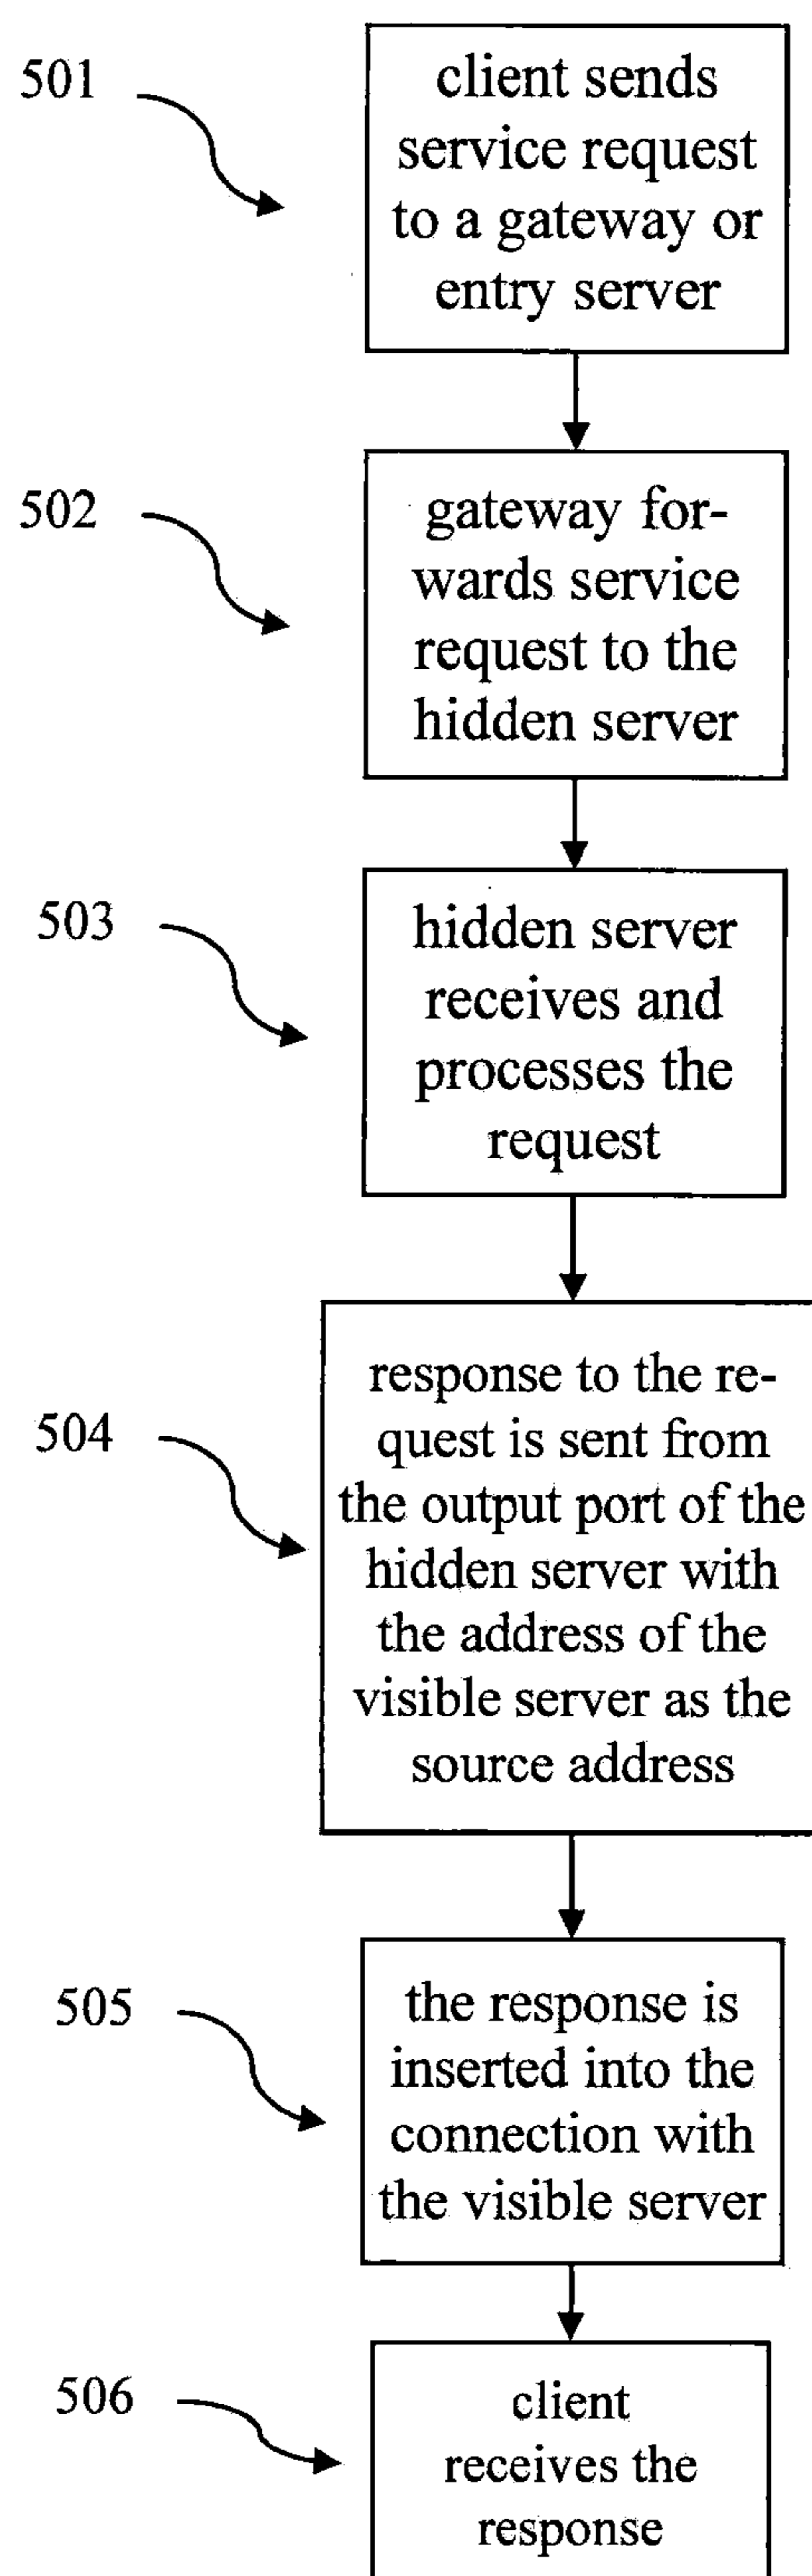 501
client sends
service request
to a gateway or
entry server
502
gateway for-
wards service
request to the
hidden server
503
hidden server
receives and
processes the
request
504
response to the re-
quest is sent from
the output port of the
hidden server with
the address of the
visible server as the
source address
505
the response is
inserted into the
connection with
the visible server
506
client
receives the
response